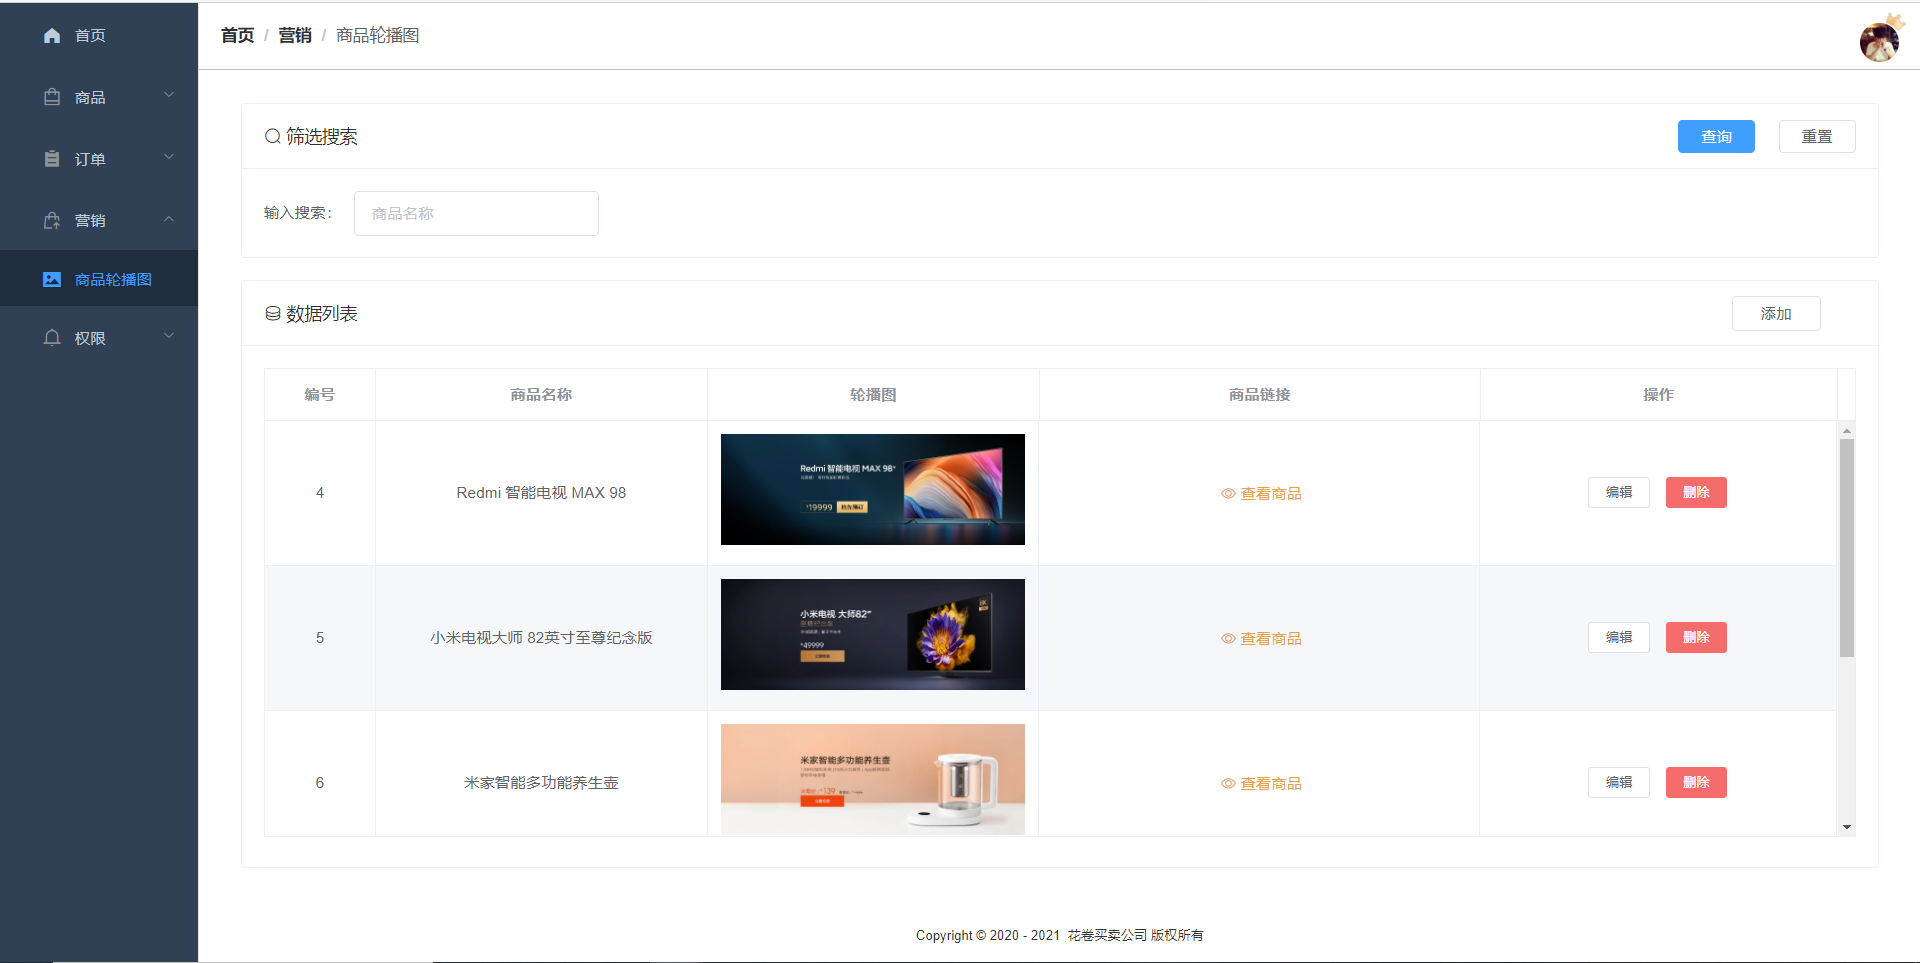 首页
商品
订单
营销
商品轮播图
权限
首页 / 营销 / 商品轮播图
筛选搜索 查询 重置
输入搜索： 商品名称
数据列表 添加
编号 商品名称 轮播图 商品链接 操作
4 Redmi 智能电视 MAX 98 查看商品 编辑 删除
Redmi 智能电视 MAX 98"
¥19999
5 小米电视大师 82英寸至尊纪念版 查看商品 编辑 删除
小米电视 大师82"
至尊纪念版
¥49999
8K
6 米家智能多功能养生壶 查看商品 编辑 删除
米家智能多功能养生壶
139
Copyright © 2020 - 2021 花卷买卖公司 版权所有